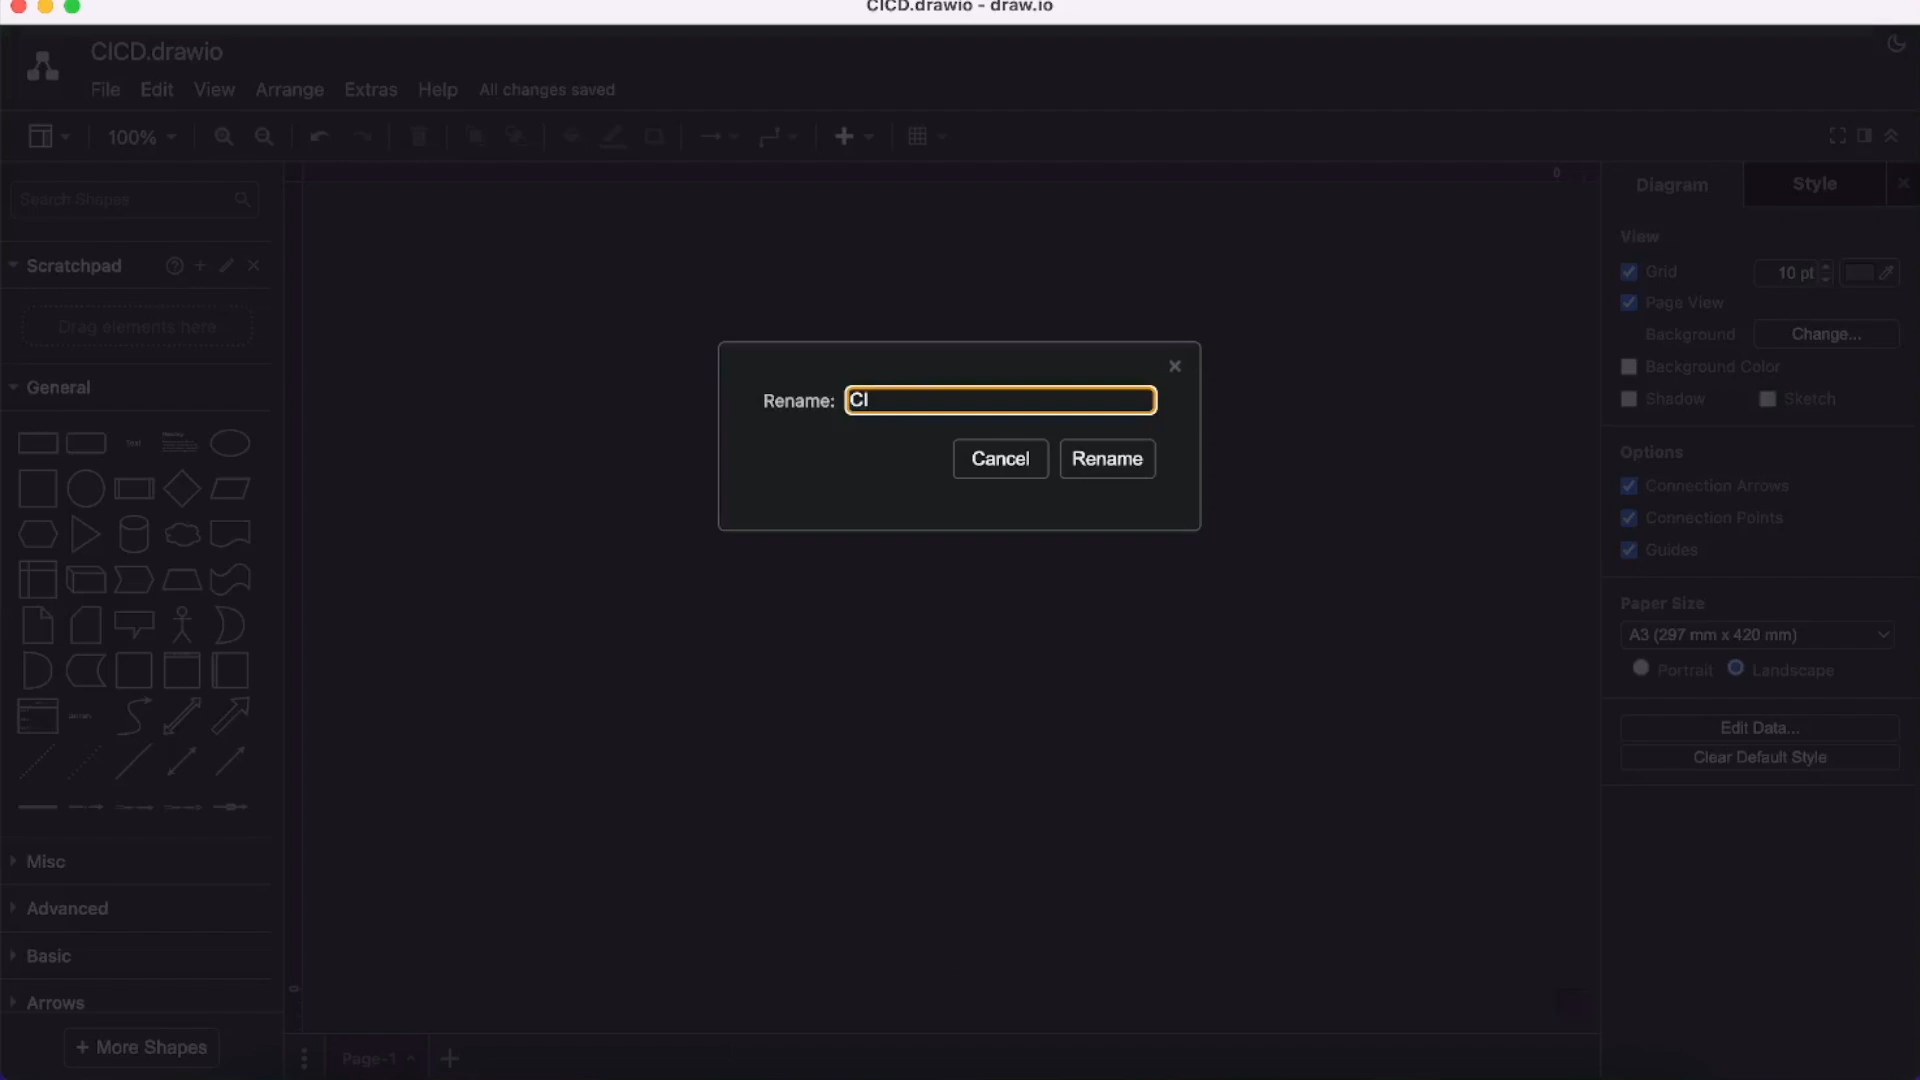 CICD.drawio - draw.io
CICD.drawio
File Edit View Arrange Extras Help All changes saved
100%
Search Shapes
Scratchpad
Drag elements here
General
Text
Misc
Advanced
Basic
Arrows
+ More Shapes
Page-1
Rename: CI
Cancel Rename
Diagram Style
View
Grid 10 pt
Page View
Background Change...
Background Color
Shadow Sketch
Options
Connection Arrows
Connection Points
Guides
Paper Size
A3 (297 mm x 420 mm)
Portrait Landscape
Edit Data...
Clear Default Style